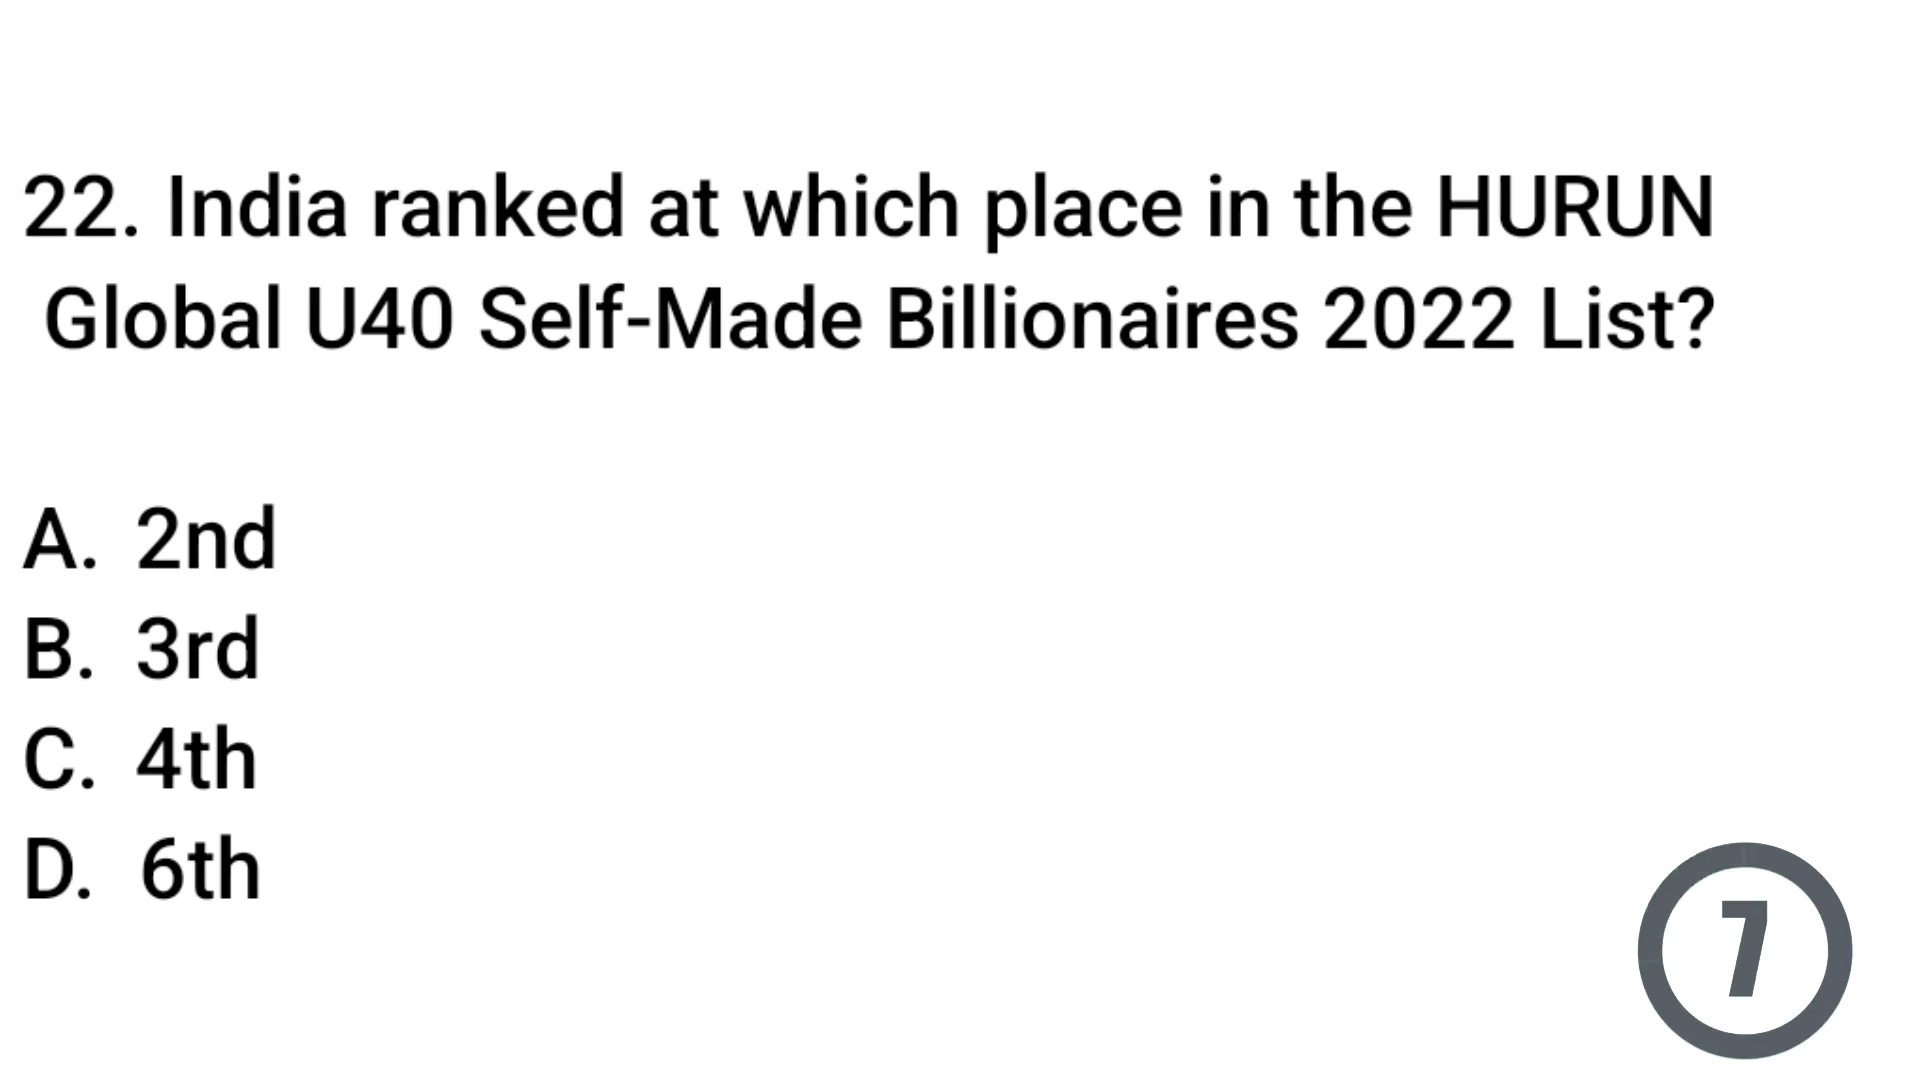 22. India ranked at which place in the HURUN
Global U40 Self-Made Billionaires 2022 List?
A. 2nd
B. 3rd
C. 4th
D. 6th
7